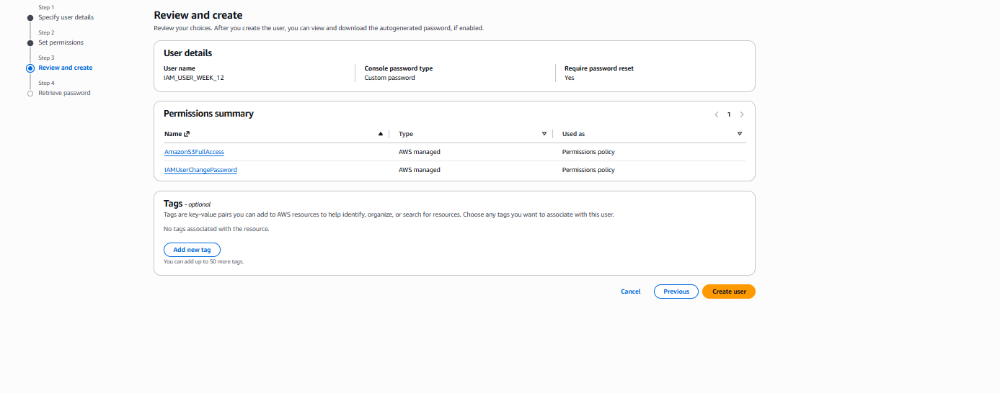 Step 1
Specify user details
Step 2
Set permissions
Step 3
Review and create
Step 4
Retrieve password
Review and create
Review your choices. After you create the user, you can view and download the autogenerated password, if enabled.
User details
User name
IAM_USER_WEEK_12
Console password type
Custom password
Require password reset
Yes
Permissions summary
1
Name Type Used as
AmazonS3FullAccess AWS managed Permissions policy
IAMUserChangePassword AWS managed Permissions policy
Tags - optional
Tags are key-value pairs you can add to AWS resources to help identify, organize, or search for resources. Choose any tags you want to associate with this user.
No tags associated with the resource.
Add new tag
You can add up to 50 more tags.
Cancel Previous Create user